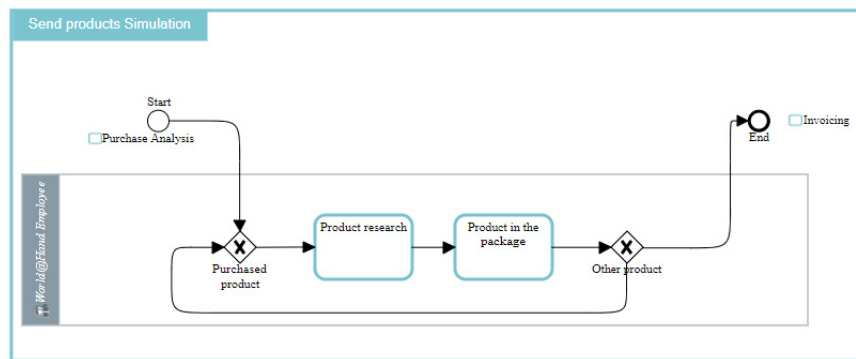 Send products Simulation
Start
Purchase Analysis
End
Invoicing
World@Hand Employee
Product research
Product in the
package
Purchased
product
Other product